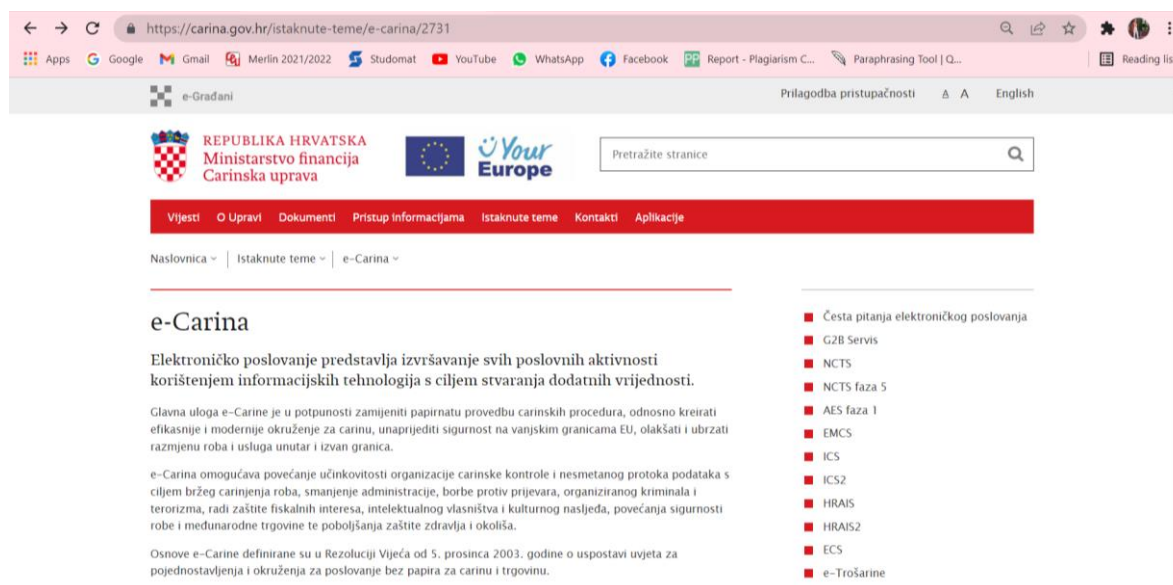 https://carina.gov.hr/istaknute-teme/e-carina/2731
Apps Google Gmail Merlin 2021/2022 Studomat YouTube WhatsApp Facebook PP Report - Plagiarism C... Paraphrasing Tool | Q... Reading lis
e-Građani
Prilagodba pristupačnosti A A English
REPUBLIKA HRVATSKA
Ministarstvo financija
Carinska uprava
Your
Europe
Pretražite stranice
Vijesti O Upravi Dokumenti Pristup informacijama Istaknute teme Kontakti Aplikacije
Naslovnica Istaknute teme e-Carina
e-Carina
Elektroničko poslovanje predstavlja izvršavanje svih poslovnih aktivnosti
korištenjem informacijskih tehnologija s ciljem stvaranja dodatnih vrijednosti.
Glavna uloga e-Carine je u potpunosti zamijeniti papirnatu provedbu carinskih procedura, odnosno kreirati
efikasnije i modernije okruženje za carinu, unaprijediti sigurnost na vanjskim granicama EU, olakšati i ubrzati
razmjenu roba i usluga unutar i izvan granica.
e-Carina omogućava povećanje učinkovitosti organizacije carinske kontrole i nesmetanog protoka podataka s
ciljem bržeg carinjenja roba, smanjenje administracije, borbe protiv prijevara, organiziranog kriminala i
terorizma, radi zaštite fiskalnih interesa, intelektualnog vlasništva i kulturnog nasljeđa, povećanja sigurnosti
robe i međunarodne trgovine te poboljšanja zaštite zdravlja i okoliša.
Osnove e-Carine definirane su u Rezoluciji Vijeća od 5. prosinca 2003. godine o uspostavi uvjeta za
pojednostavljenja i okruženja za poslovanje bez papira za carinu i trgovinu.
Česta pitanja elektroničkog poslovanja
G2B Servis
NCTS
NCTS faza 5
AES faza 1
EMCS
ICS
ICS2
HRAIS
HRAIS2
ECS
e-Trošarine